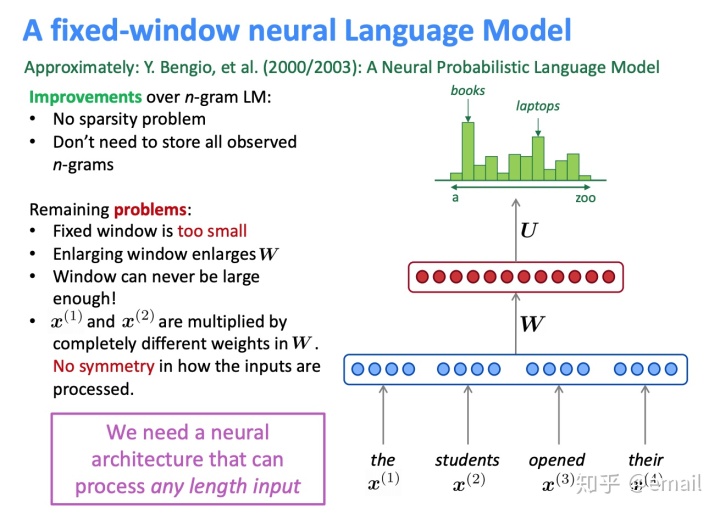 A fixed-window neural Language Model
Approximately: Y. Bengio, et al. (2000/2003): A Neural Probabilistic Language Model
Improvements over n-gram LM:
• No sparsity problem
• Don't need to store all observed
n-grams
Remaining problems:
• Fixed window is too small
• Enlarging window enlarges W
• Window can never be large
enough!
• x(1) and x(2) are multiplied by
completely different weights in W.
No symmetry in how the inputs are
processed.
We need a neural
architecture that can
process any length input
books
laptops
a zoo
U
W
the students opened their
x(1) x(2) x(3) x(4)
知乎 @email